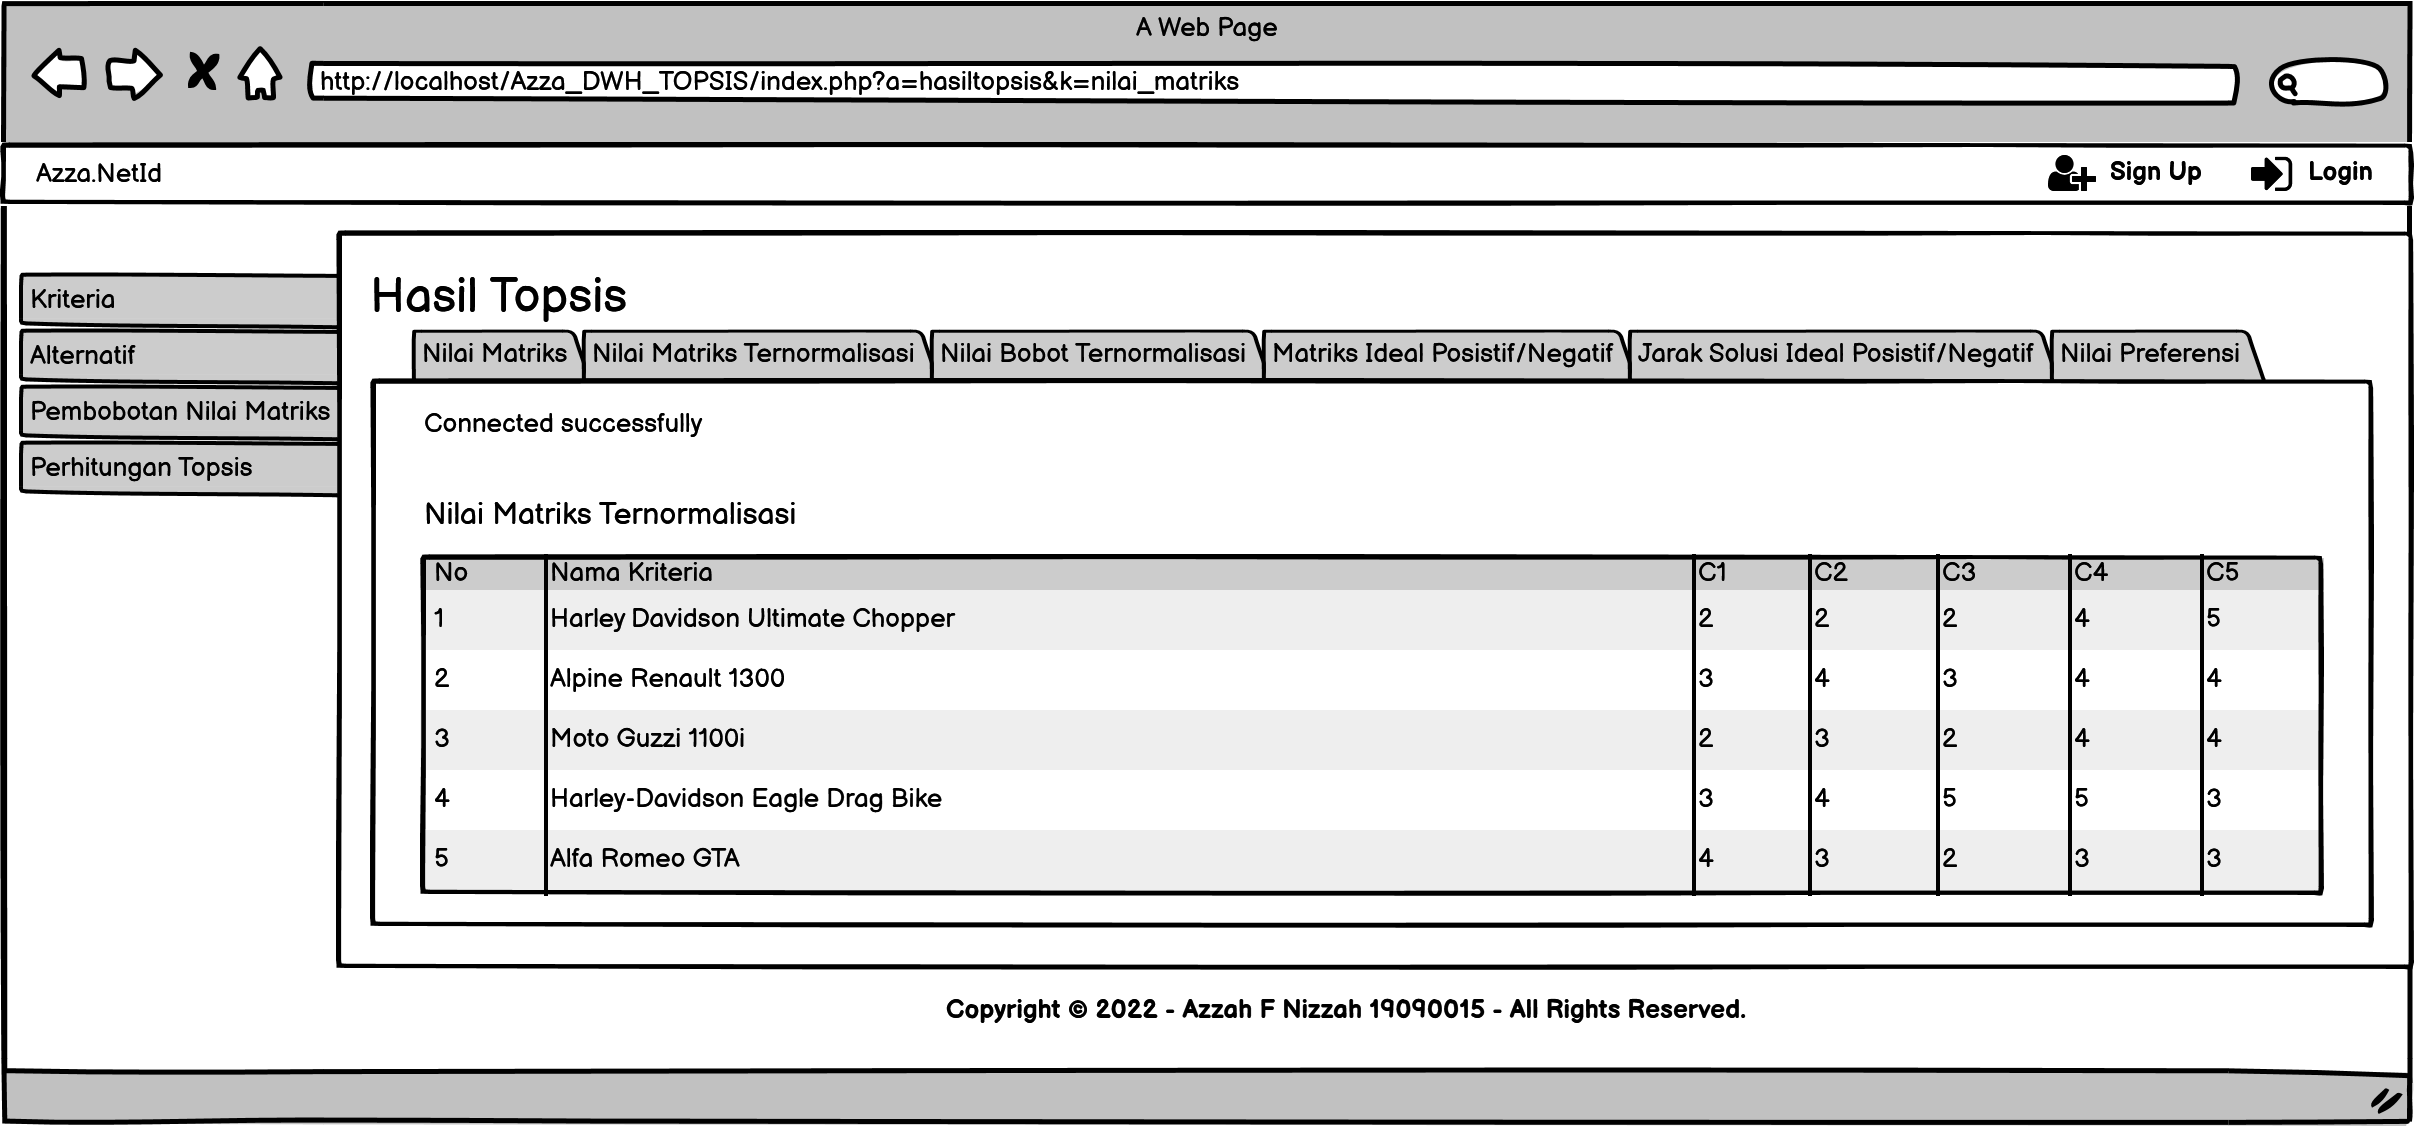 A Web Page
http://localhost/Azza_DWH_TOPSIS/index.php?a=hasiltopsis&k=nilai_matriks
Azza.NetId Sign Up Login
Hasil Topsis
Kriteria
Alternatif
Pembobotan Nilai Matriks
Perhitungan Topsis
Nilai Matriks Nilai Matriks Ternormalisasi Nilai Bobot Ternormalisasi Matriks Ideal Posistif/Negatif Jarak Solusi Ideal Posistif/Negatif Nilai Preferensi
Connected successfully
Nilai Matriks Ternormalisasi
No Nama Kriteria C1 C2 C3 C4 C5
1 Harley Davidson Ultimate Chopper 2 2 2 4 5
2 Alpine Renault 1300 3 4 3 4 4
3 Moto Guzzi 1100i 2 3 2 4 4
4 Harley-Davidson Eagle Drag Bike 3 4 5 5 3
5 Alfa Romeo GTA 4 3 2 3 3
Copyright © 2022 - Azzah F Nizzah 19090015 - All Rights Reserved.